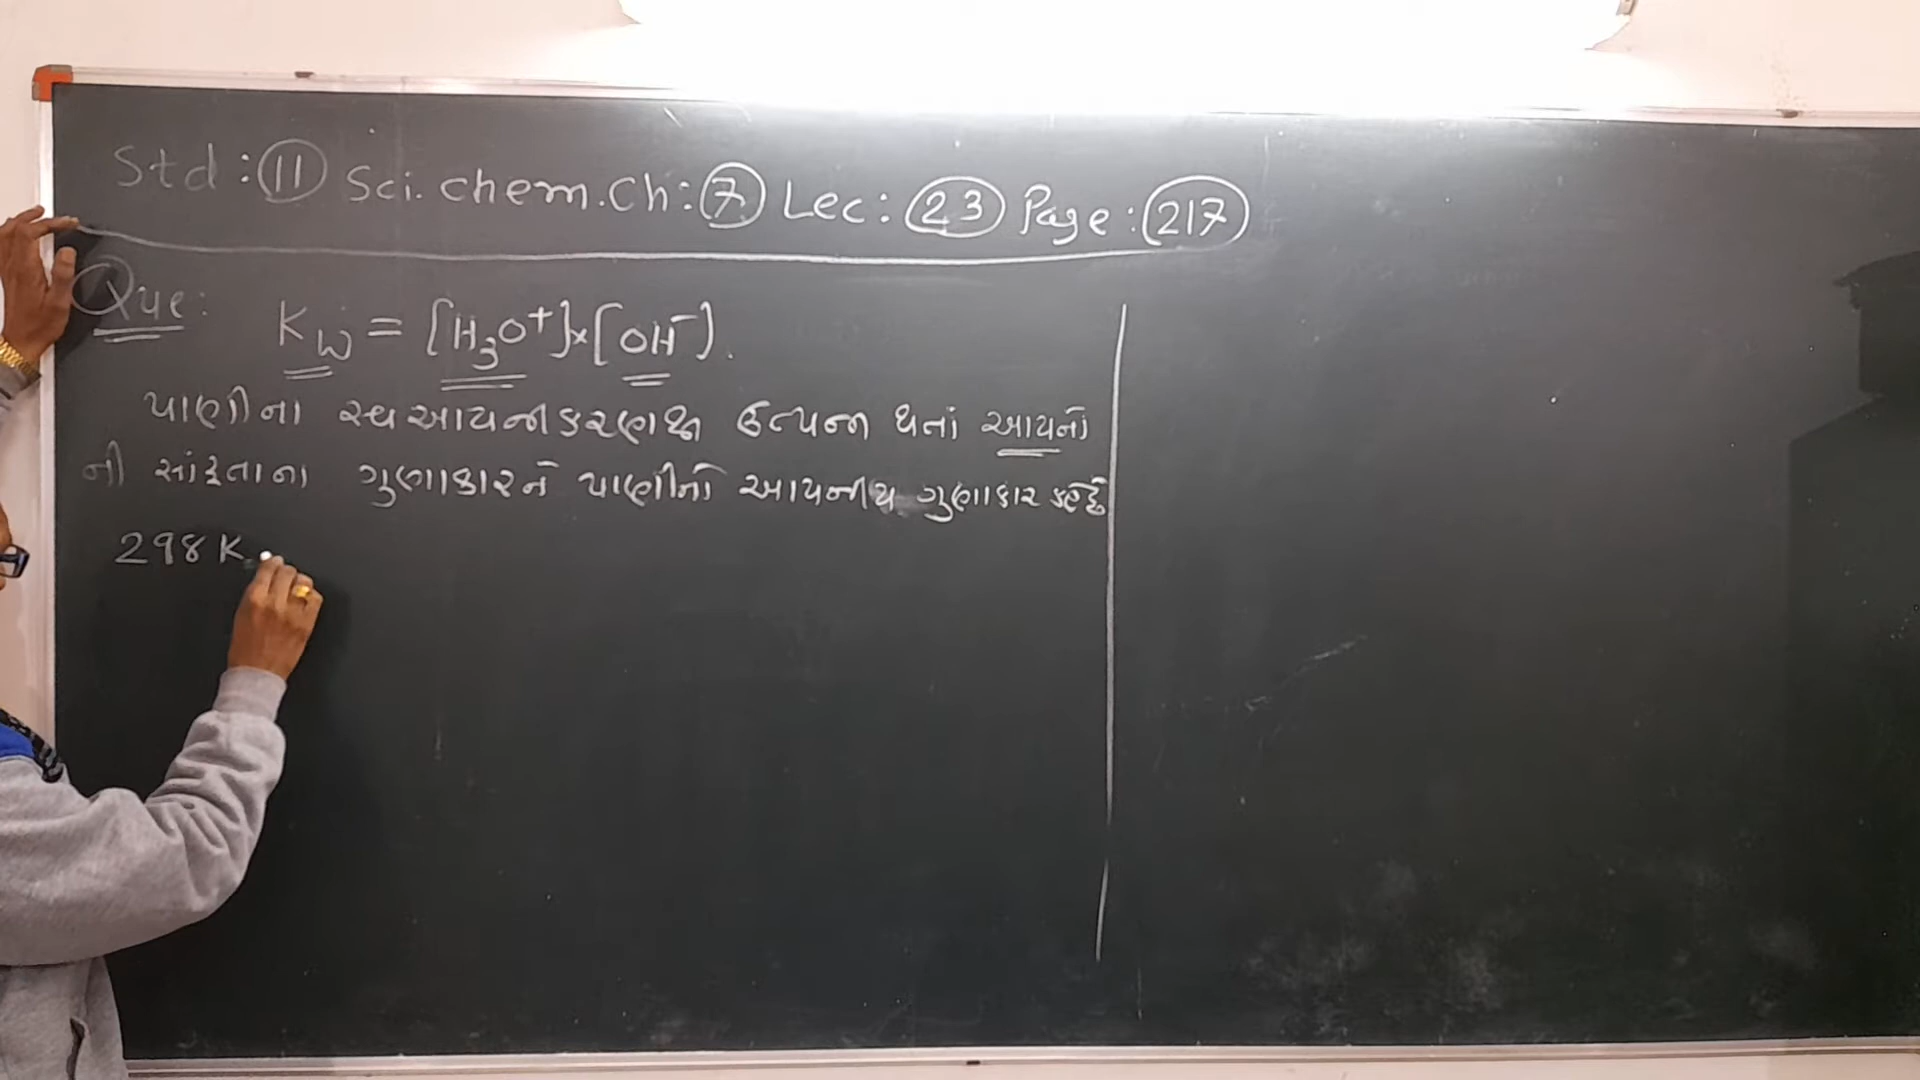 Std : 11 Sci. chem. Ch : 7 Lec : 23 Page : 217
Que : Kw = [H₃O⁺]×[OH⁻].
પાણીના સ્વ આયનીકરણથી ઉત્પન્ન થતાં આયનો
ની સાંદ્રતાના ગુણાકારને પાણીનો આયનીય ગુણાકાર કહેછે
298 K